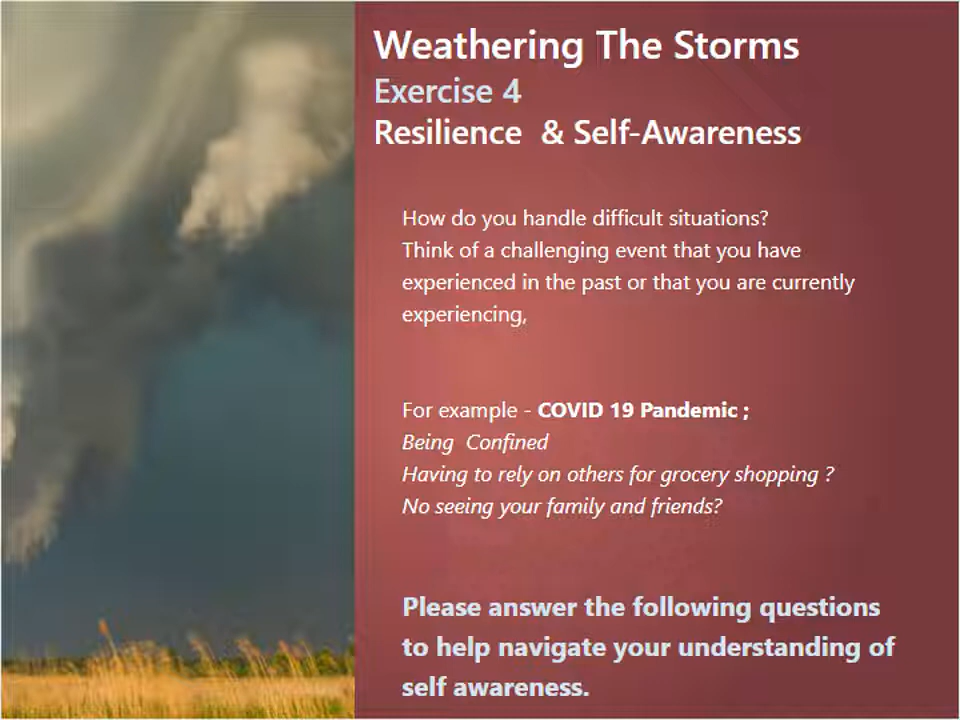 Weathering The Storms
Exercise 4
Resilience  & Self-Awareness
How do you handle difficult situations?
Think of a challenging event that you have
experienced in the past or that you are currently
experiencing,
For example - COVID 19 Pandemic ;
Being  Confined
Having to rely on others for grocery shopping ?
No seeing your family and friends?
Please answer the following questions
to help navigate your understanding of
self awareness.